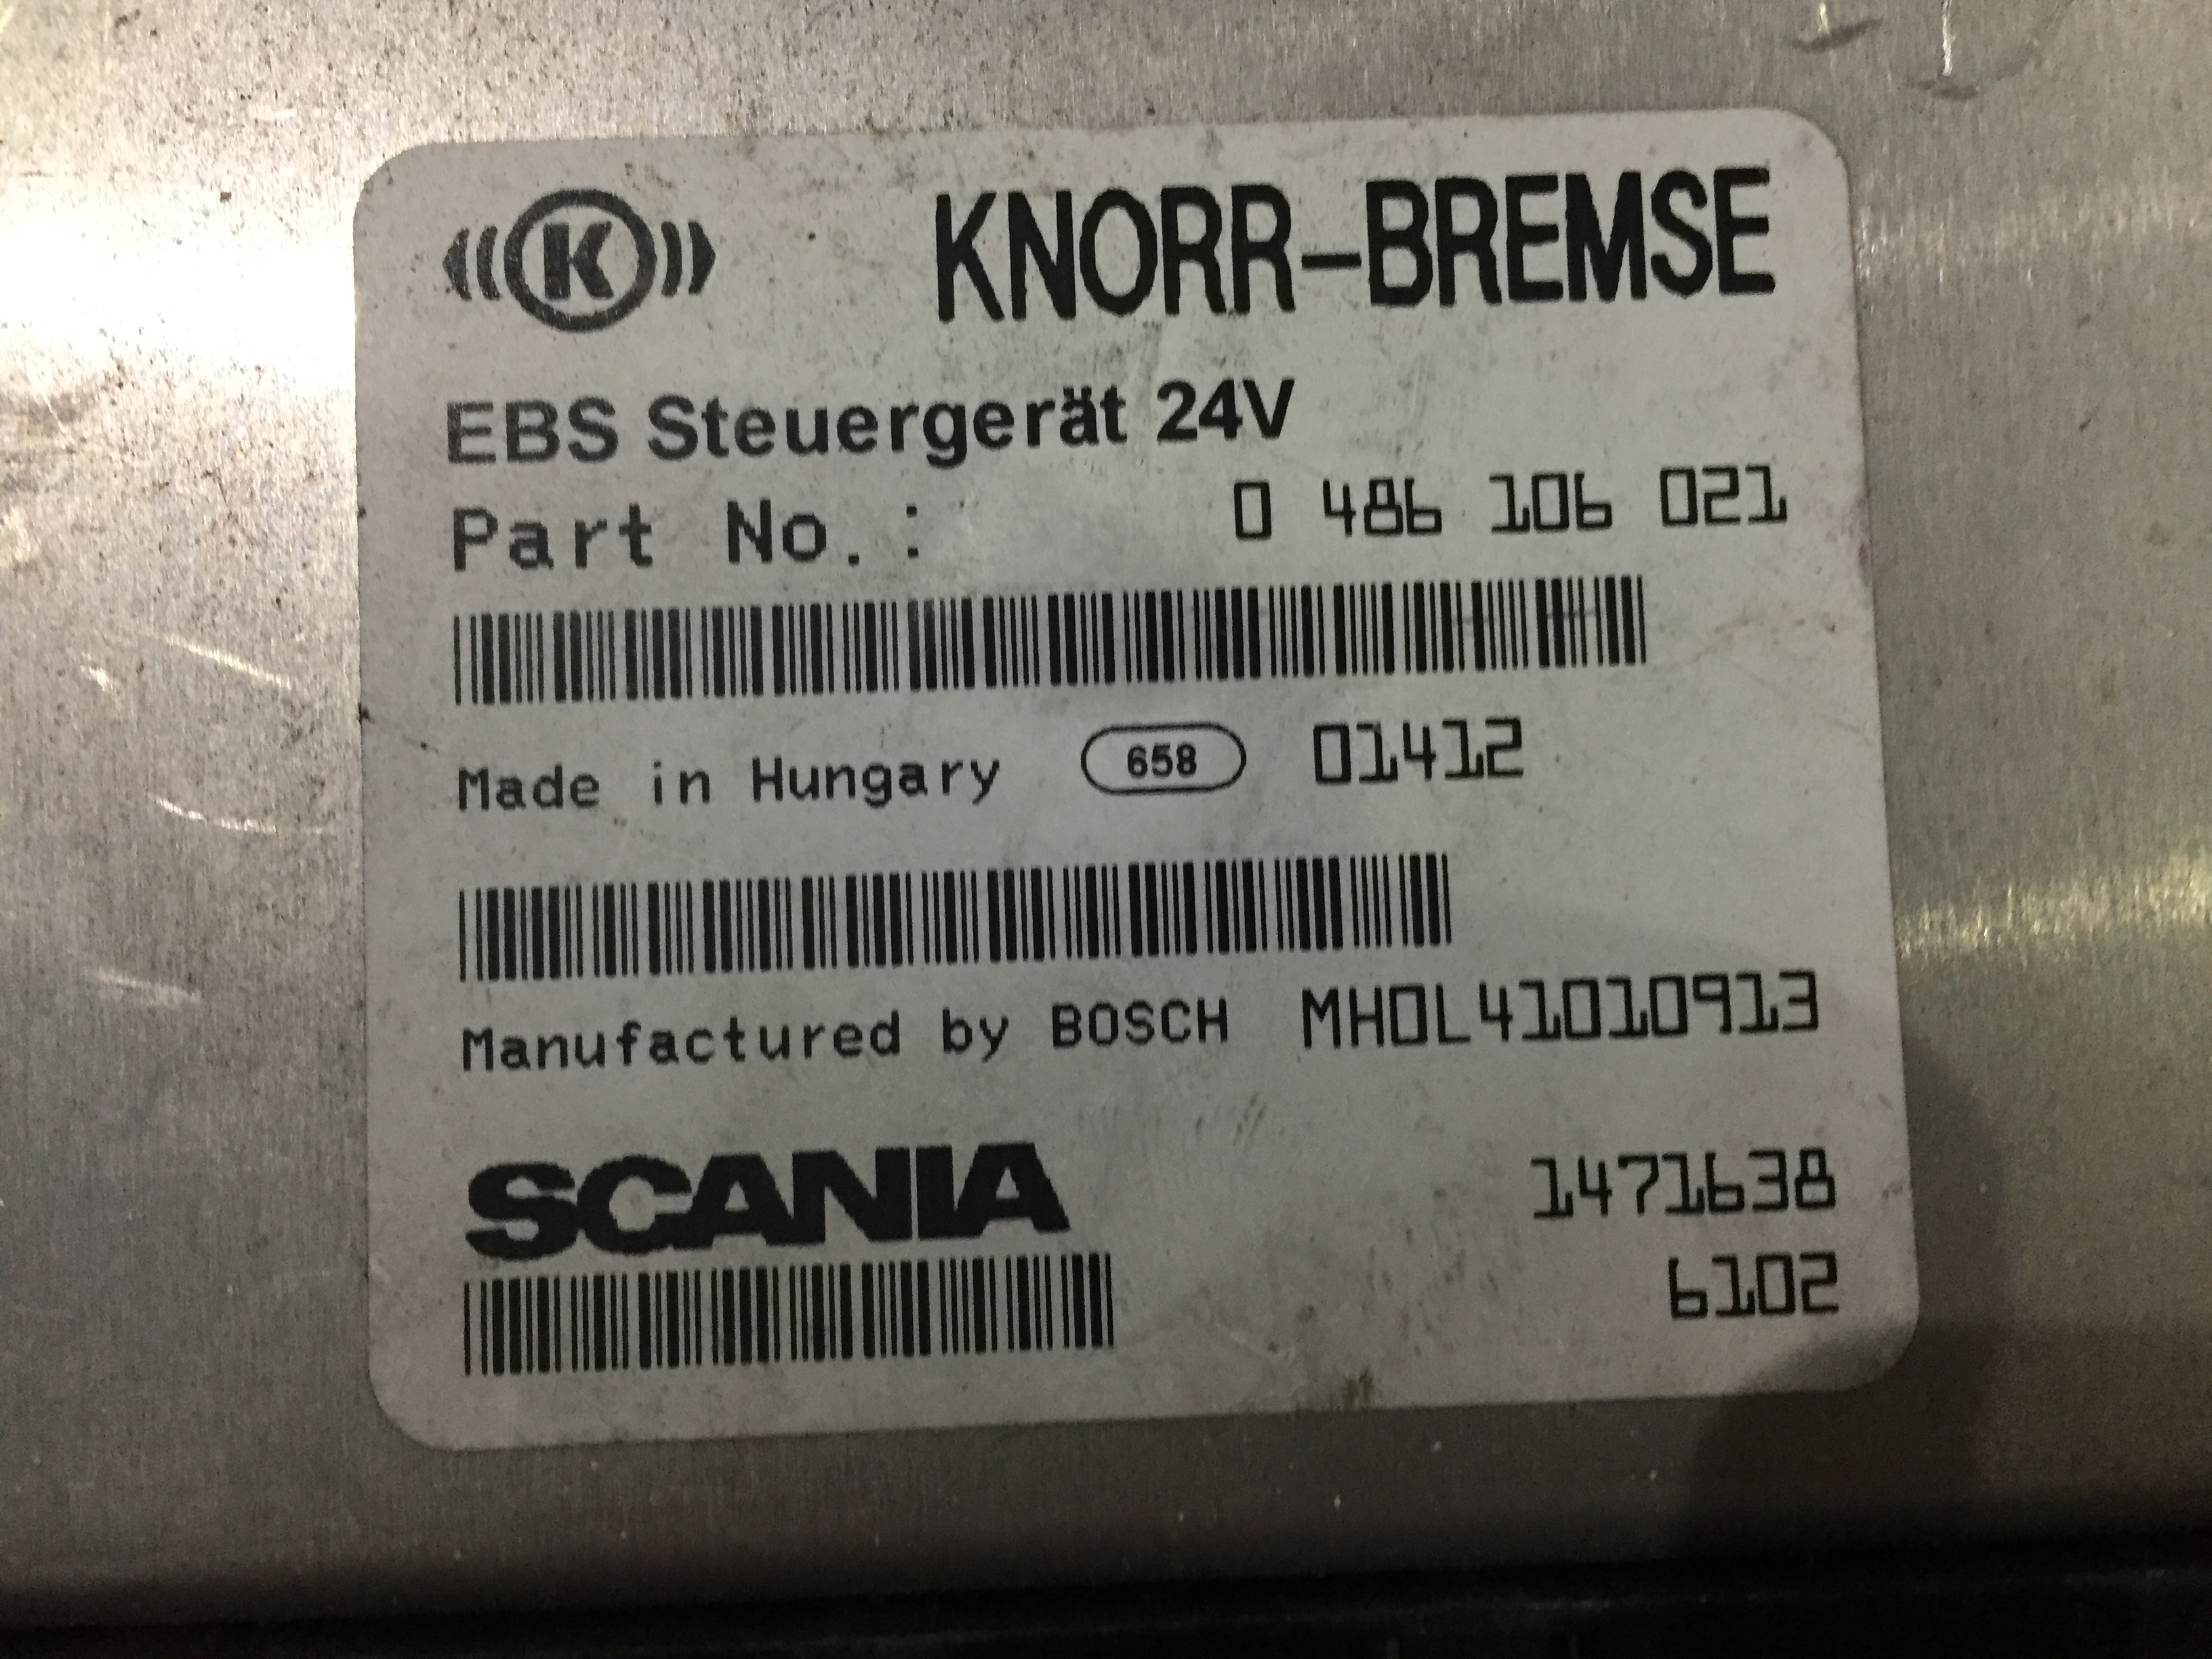 ((K)) KNORR-BREMSE
EBS Steuergerät 24V
Part No.: 0 486 106 021
Made in Hungary 658 01412
Manufactured by BOSCH MHOL41010913
SCANIA 1471638
6102